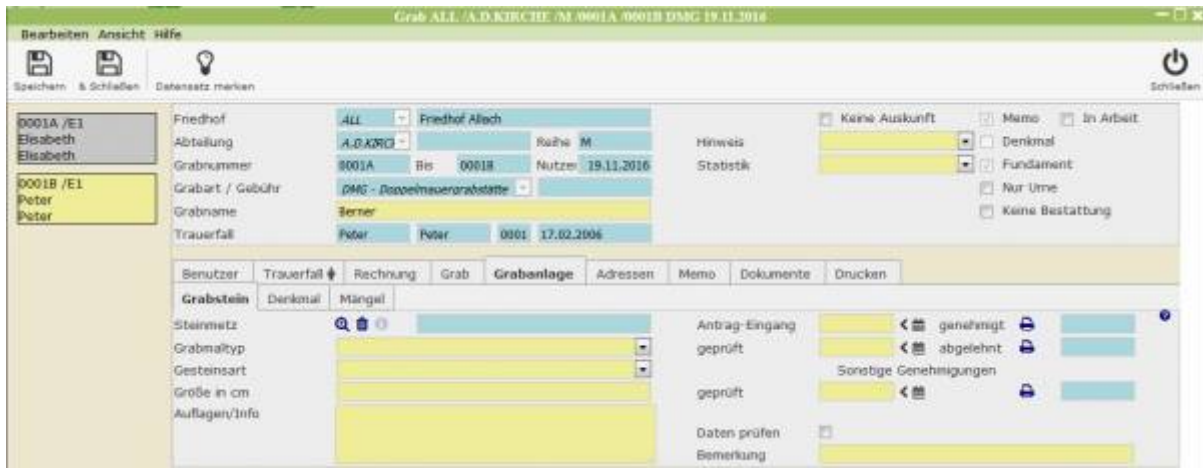 Grab ALL /A.D.KIRCHE /M /0001A /0001B DMG 19.11.2016
Bearbeiten Ansicht Hilfe
Speichern & Schließen Datensatz merken Schließen
0001A /E1
Elisabeth
Elisabeth
0001B /E1
Peter
Peter
Friedhof ALL Friedhof Allach Keine Auskunft Memo In Arbeit
Abteilung A.D.KIRCH Reihe M Hinweis Denkmal
Grabnummer 0001A Bis 0001B Nutzer 19.11.2016 Statistik Fundament
Grabart / Gebühr DMG - Doppelmauergrabstätte Nur Urne
Grabname Berner Keine Bestattung
Trauerfall Peter Peter 0001 17.02.2006
Benutzer Trauerfall Rechnung Grab Grabanlage Adressen Memo Dokumente Drucken
Grabstein Denkmal Mängel
Steinmetz Antrag-Eingang genehmigt
Grabmaltyp geprüft abgelehnt
Gesteinsart Sonstige Genehmigungen
Größe in cm geprüft
Auflagen/Info
Daten prüfen
Bemerkung